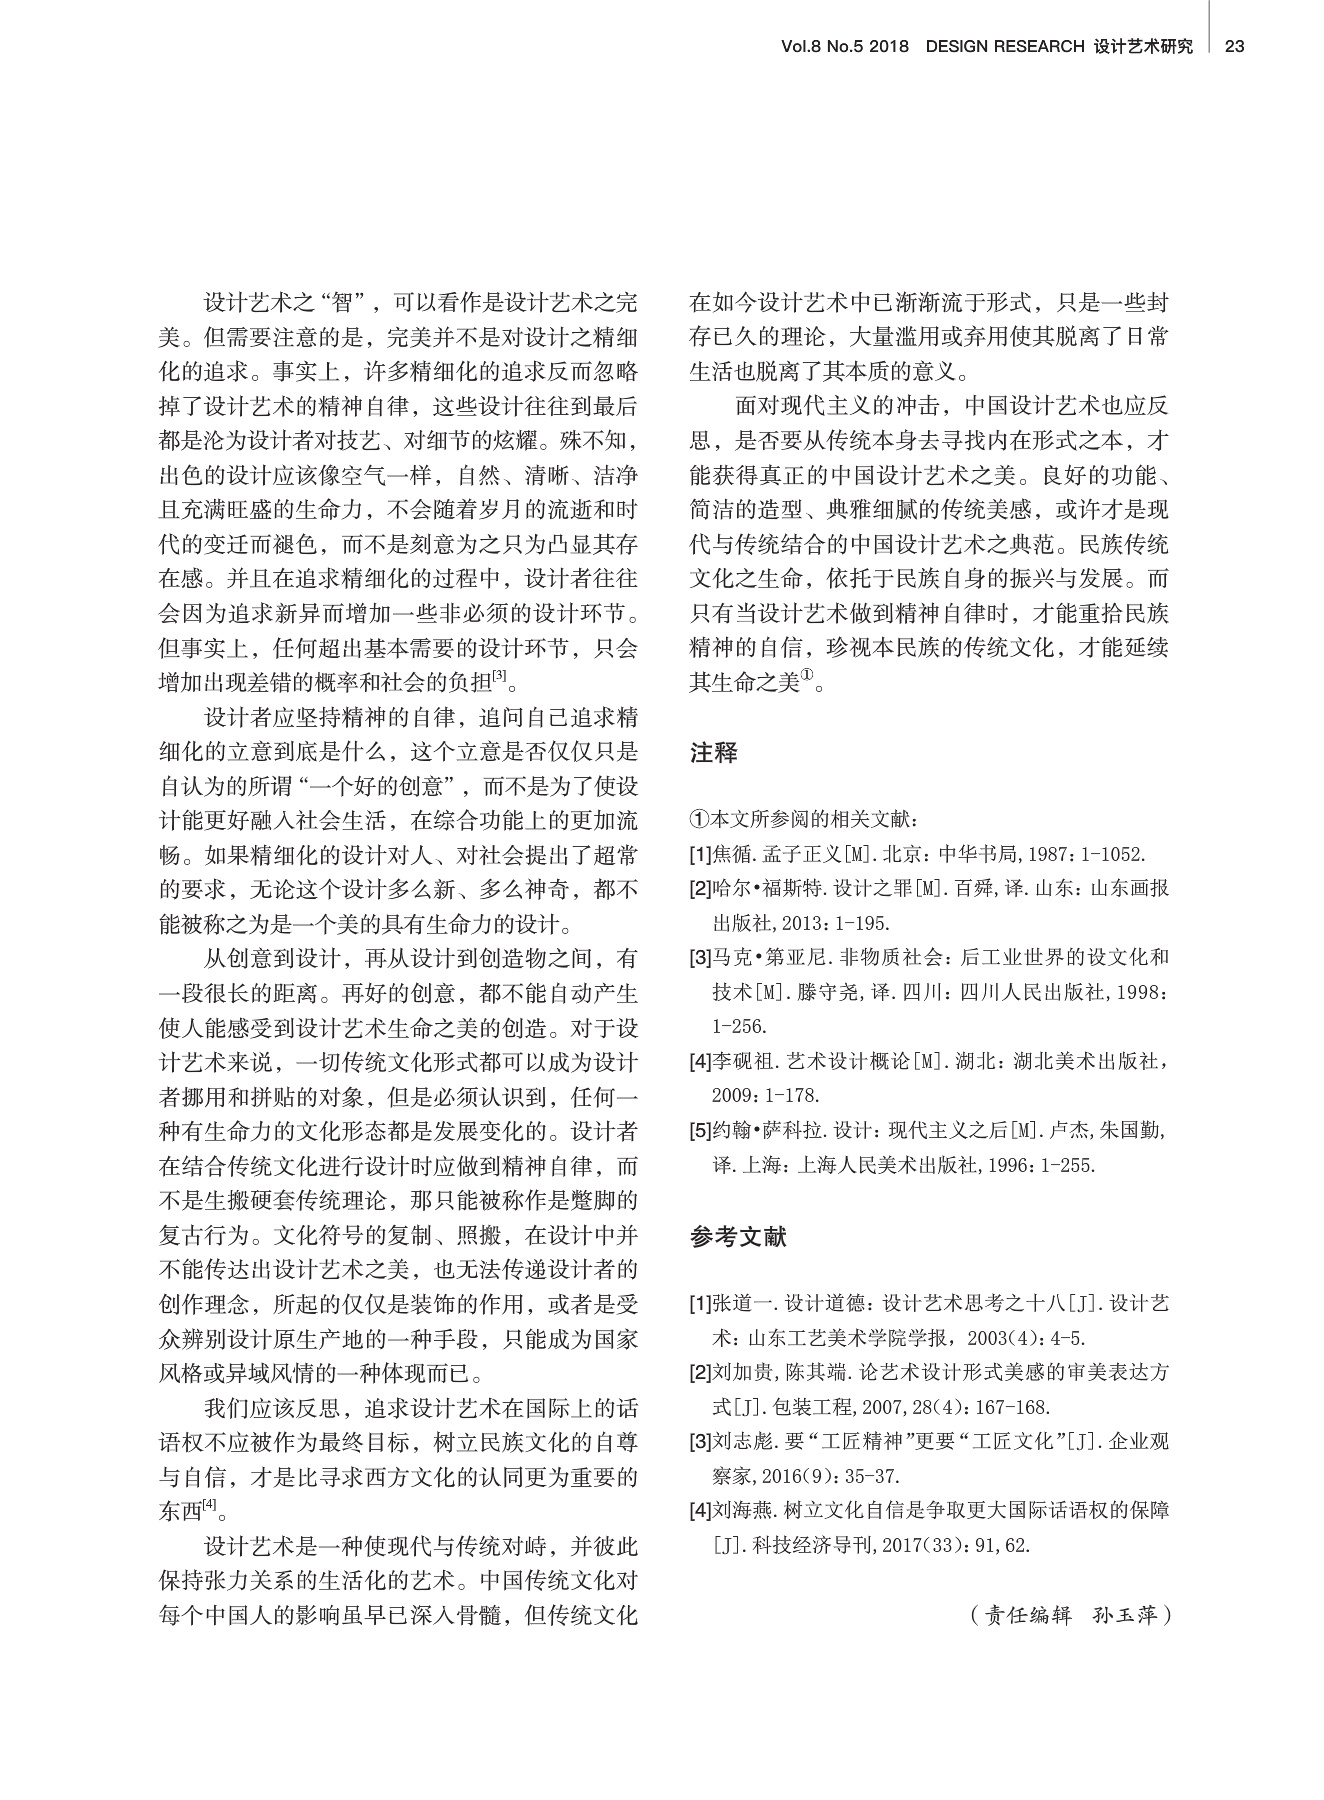 Vol.8 No.5 2018 DESIGN RESEARCH 设计艺术研究 23
设计艺术之“智”，可以看作是设计艺术之完
美。但需要注意的是，完美并不是对设计之精细
化的追求。事实上，许多精细化的追求反而忽略
掉了设计艺术的精神自律，这些设计往往到最后
都是沦为设计者对技艺、对细节的炫耀。殊不知，
出色的设计应该像空气一样，自然、清晰、洁净
且充满旺盛的生命力，不会随着岁月的流逝和时
代的变迁而褪色，而不是刻意为之只为凸显其存
在感。并且在追求精细化的过程中，设计者往往
会因为追求新异而增加一些非必须的设计环节。
但事实上，任何超出基本需要的设计环节，只会
增加出现差错的概率和社会的负担[3]。
设计者应坚持精神的自律，追问自己追求精
细化的立意到底是什么，这个立意是否仅仅只是
自认为的所谓“一个好的创意”，而不是为了使设
计能更好融入社会生活，在综合功能上的更加流
畅。如果精细化的设计对人、对社会提出了超常
的要求，无论这个设计多么新、多么神奇，都不
能被称之为是一个美的具有生命力的设计。
从创意到设计，再从设计到创造物之间，有
一段很长的距离。再好的创意，都不能自动产生
使人能感受到设计艺术生命之美的创造。对于设
计艺术来说，一切传统文化形式都可以成为设计
者挪用和拼贴的对象，但是必须认识到，任何一
种有生命力的文化形态都是发展变化的。设计者
在结合传统文化进行设计时应做到精神自律，而
不是生搬硬套传统理论，那只能被称作是蹩脚的
复古行为。文化符号的复制、照搬，在设计中并
不能传达出设计艺术之美，也无法传递设计者的
创作理念，所起的仅仅是装饰的作用，或者是受
众辨别设计原生产地的一种手段，只能成为国家
风格或异域风情的一种体现而已。
我们应该反思，追求设计艺术在国际上的话
语权不应被作为最终目标，树立民族文化的自尊
与自信，才是比寻求西方文化的认同更为重要的
东西[4]。
设计艺术是一种使现代与传统对峙，并彼此
保持张力关系的生活化的艺术。中国传统文化对
每个中国人的影响虽早已深入骨髓，但传统文化
在如今设计艺术中已渐渐流于形式，只是一些封
存已久的理论，大量滥用或弃用使其脱离了日常
生活也脱离了其本质的意义。
面对现代主义的冲击，中国设计艺术也应反
思，是否要从传统本身去寻找内在形式之本，才
能获得真正的中国设计艺术之美。良好的功能、
简洁的造型、典雅细腻的传统美感，或许才是现
代与传统结合的中国设计艺术之典范。民族传统
文化之生命，依托于民族自身的振兴与发展。而
只有当设计艺术做到精神自律时，才能重拾民族
精神的自信，珍视本民族的传统文化，才能延续
其生命之美①。
注释
①本文所参阅的相关文献：
[1]焦循.孟子正义[M].北京：中华书局,1987：1-1052.
[2]哈尔•福斯特.设计之罪[M].百舜,译.山东：山东画报
出版社,2013：1-195.
[3]马克•第亚尼.非物质社会：后工业世界的设文化和
技术[M].滕守尧,译.四川：四川人民出版社,1998：
1-256.
[4]李砚祖.艺术设计概论[M].湖北：湖北美术出版社，
2009：1-178.
[5]约翰•萨科拉.设计：现代主义之后[M].卢杰,朱国勤,
译.上海：上海人民美术出版社,1996：1-255.
参考文献
[1]张道一.设计道德：设计艺术思考之十八[J].设计艺
术：山东工艺美术学院学报，2003(4)：4-5.
[2]刘加贵,陈其端.论艺术设计形式美感的审美表达方
式[J].包装工程,2007,28(4)：167-168.
[3]刘志彪.要“工匠精神”更要“工匠文化”[J].企业观
察家,2016(9)：35-37.
[4]刘海燕.树立文化自信是争取更大国际话语权的保障
[J].科技经济导刊,2017(33)：91,62.
（责任编辑 孙玉萍）